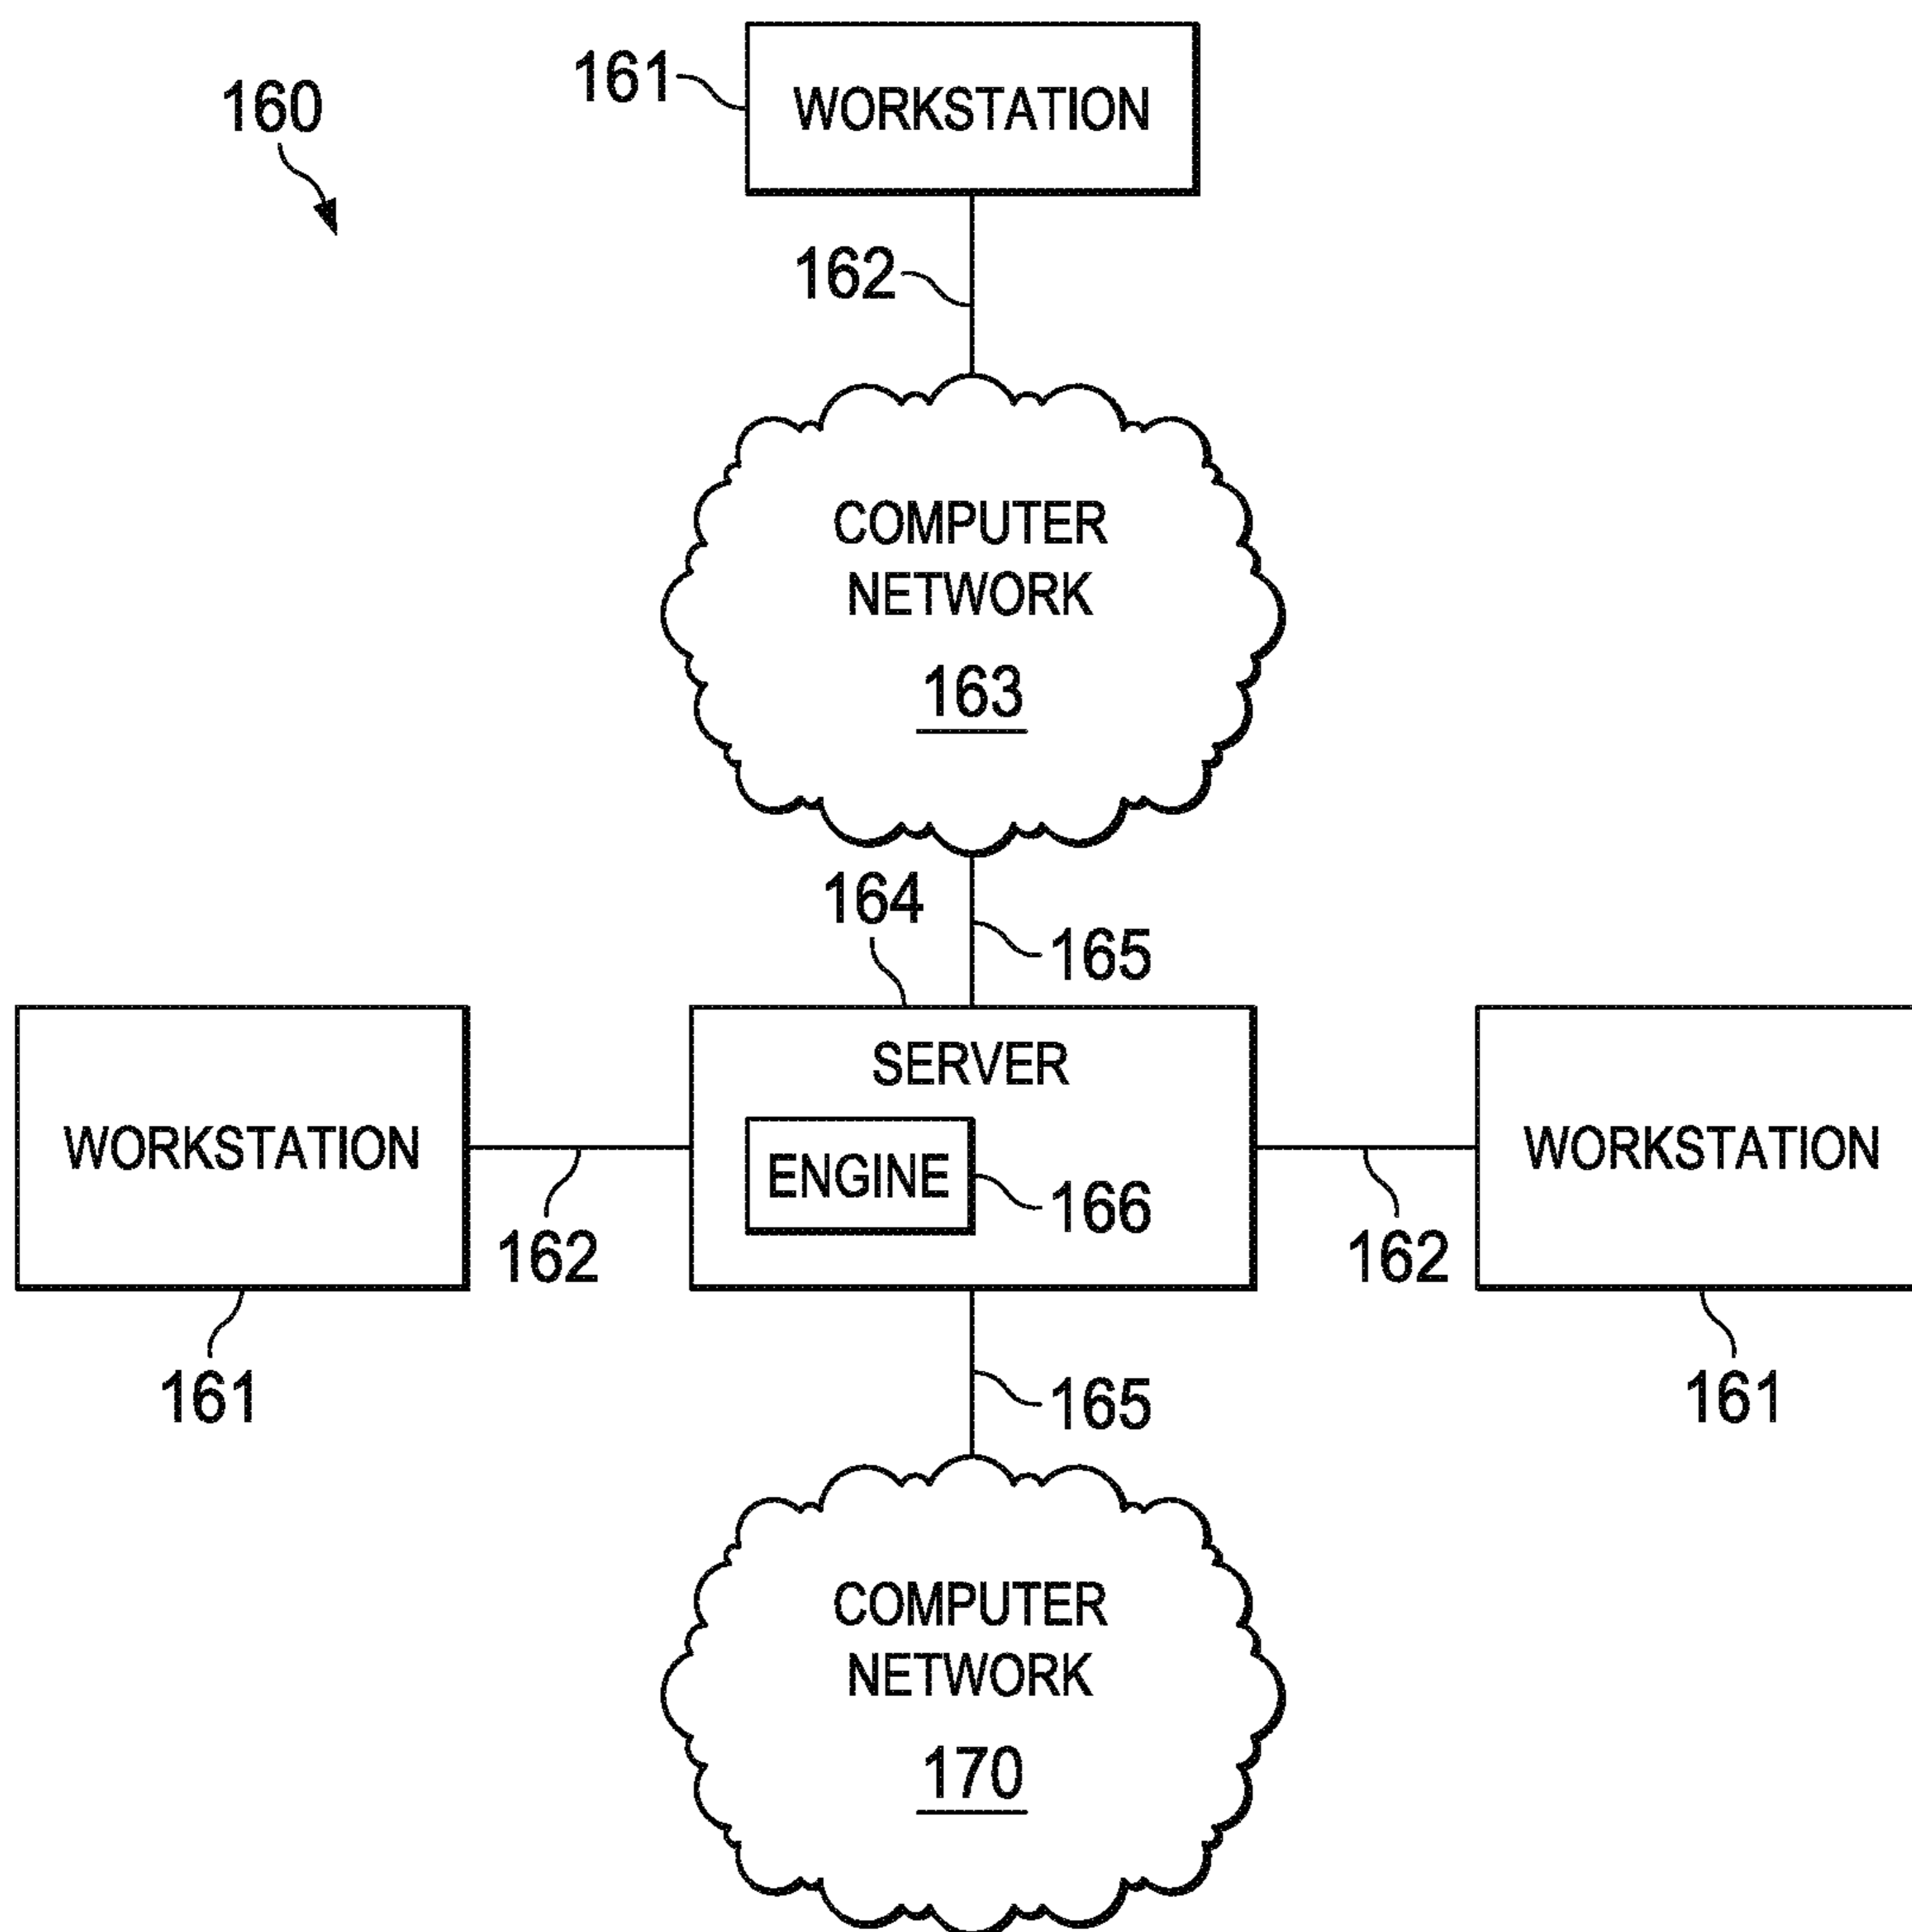 161
WORKSTATION
160
162
COMPUTER
NETWORK
163
164
165
SERVER
WORKSTATION
ENGINE
166
WORKSTATION
162
162
161
165
161
COMPUTER
NETWORK
170